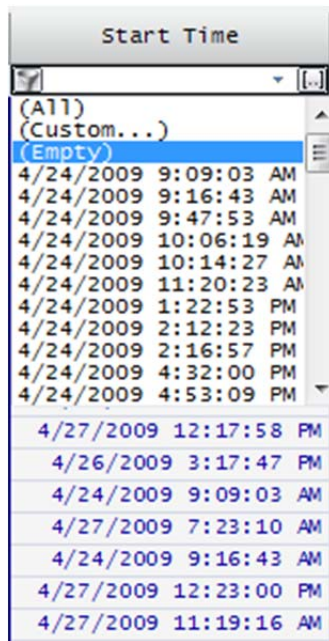 Start Time
[..]
(All)
(Custom...)
(Empty)
4/24/2009 9:09:03 AM
4/24/2009 9:16:43 AM
4/24/2009 9:47:53 AM
4/24/2009 10:06:19 AM
4/24/2009 10:14:27 AM
4/24/2009 11:20:23 AM
4/24/2009 1:22:53 PM
4/24/2009 2:12:23 PM
4/24/2009 2:16:57 PM
4/24/2009 4:32:00 PM
4/24/2009 4:53:09 PM
4/27/2009 12:17:58 PM
4/26/2009 3:17:47 PM
4/24/2009 9:09:03 AM
4/27/2009 7:23:10 AM
4/24/2009 9:16:43 AM
4/27/2009 12:23:00 PM
4/27/2009 11:19:16 AM